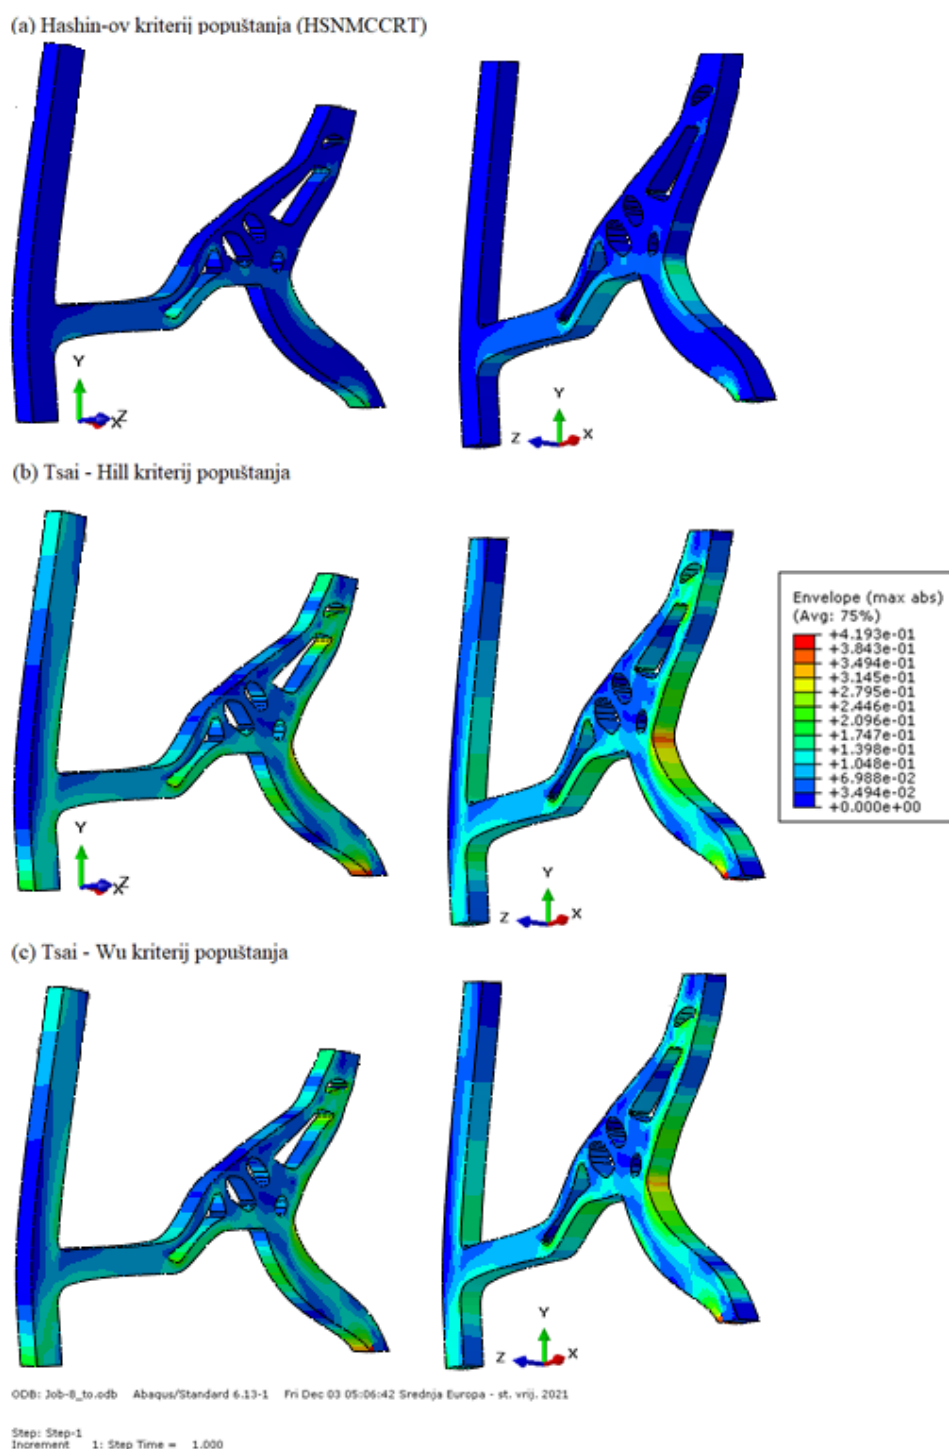 (a) Hashin-ov kriterij popuštanja (HSNMCCRT)
Y
Z
X
Y
Z
X
(b) Tsai - Hill kriterij popuštanja
Envelope (max abs)
(Avg: 75%)
+4.193e-01
+3.843e-01
+3.494e-01
+3.145e-01
+2.795e-01
+2.446e-01
+2.096e-01
+1.747e-01
+1.398e-01
+1.048e-01
+6.988e-02
+3.494e-02
+0.000e+00
Y
Z
X
Y
Z
X
(c) Tsai - Wu kriterij popuštanja
Y
Z
X
ODB: Job-8_to.odb Abaqus/Standard 6.13-1 Fri Dec 03 05:06:42 Srednja Europa - st. vrij. 2021
Step: Step-1
Increment 1: Step Time = 1.000